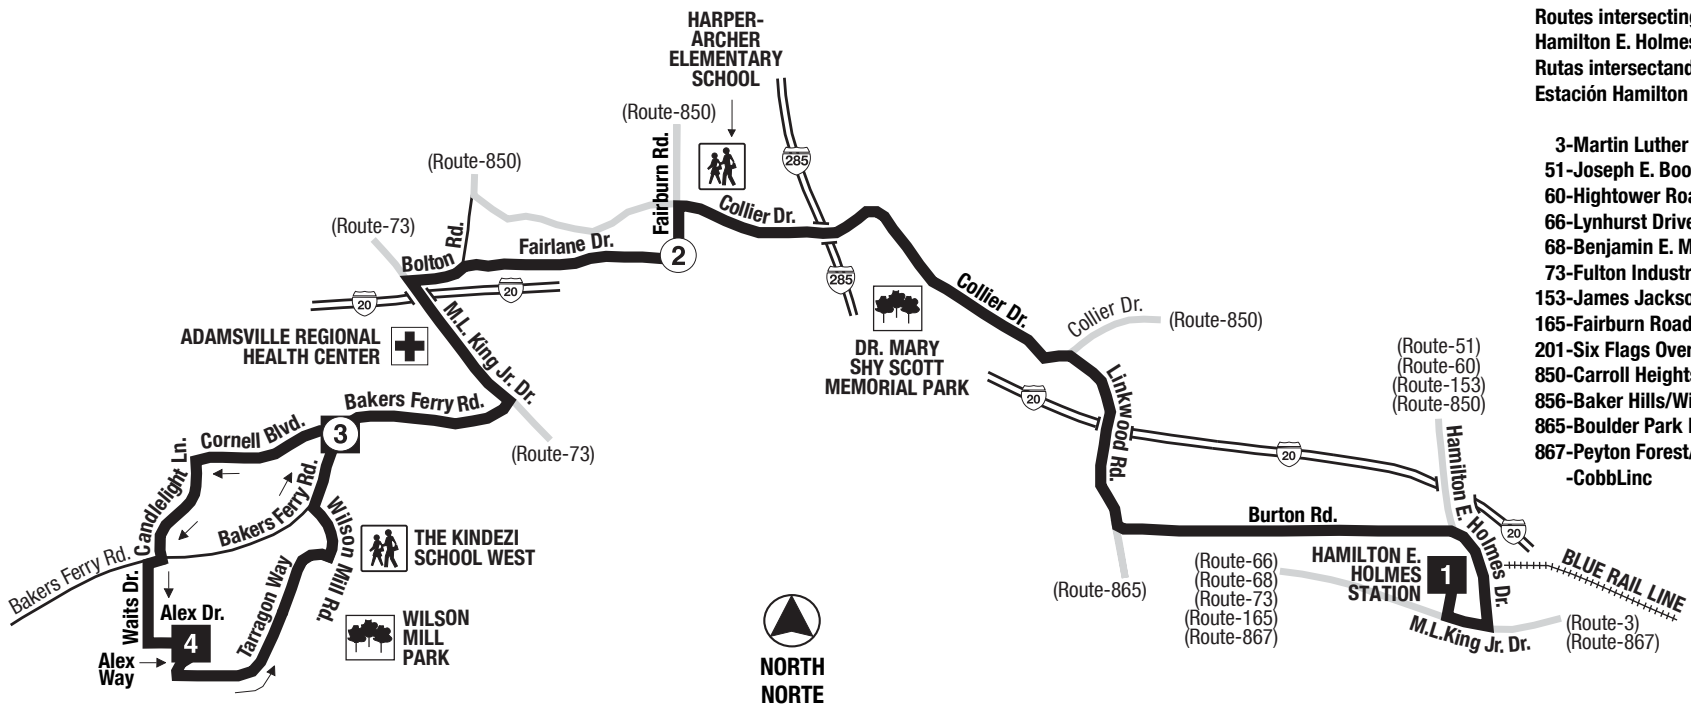 HARPER-
ARCHER
ELEMENTARY
SCHOOL
(Route-850)
Fairburn Rd.
285
(Route-850)
(Route-73)
Bolton Rd.
Fairlane Dr.
2
Collier Dr.
20
20
285
ADAMSVILLE REGIONAL
HEALTH CENTER
M.L. King Jr. Dr.
DR. MARY
SHY SCOTT
MEMORIAL PARK
Collier Dr.
Collier Dr.
(Route-850)
Linkwood Rd.
20
20
Bakers Ferry Rd.
(Route-73)
3
Cornell Blvd.
Candlelight Ln.
Bakers Ferry Rd.
Wilson Mill Rd.
THE KINDEZI
SCHOOL WEST
Bakers Ferry Rd.
Waits Dr.
Alex Dr.
4
Alex
Way
Tarragon Way
WILSON
MILL
PARK
NORTH
NORTE
(Route-865)
Burton Rd.
(Route-51)
(Route-60)
(Route-153)
(Route-850)
Hamilton E. Holmes Dr.
20
HAMILTON E.
HOLMES
STATION
1
BLUE RAIL LINE
(Route-66)
(Route-68)
(Route-73)
(Route-165)
(Route-867)
M.L.King Jr. Dr.
(Route-3)
(Route-867)
Routes intersecting
Hamilton E. Holmes
Rutas intersectand
Estación Hamilton
3-Martin Luther
51-Joseph E. Boo
60-Hightower Roa
66-Lynhurst Drive
68-Benjamin E. M
73-Fulton Industr
153-James Jackso
165-Fairburn Road
201-Six Flags Over
850-Carroll Heights
856-Baker Hills/Wi
865-Boulder Park
867-Peyton Forest/
-CobbLinc